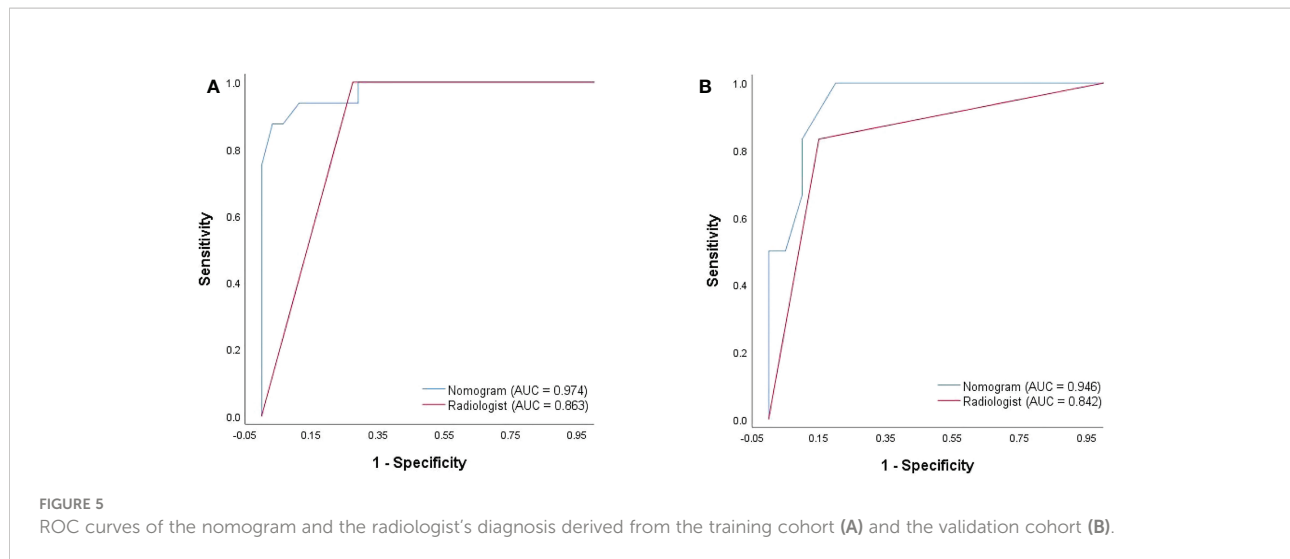 A
1.0
0.8
0.6
0.4
0.2
0.0
Sensitivity
-0.05 0.15 0.35 0.55 0.75 0.95
1 - Specificity
Nomogram (AUC = 0.974)
Radiologist (AUC = 0.863)
B
1.0
0.8
0.6
0.4
0.2
0.0
Sensitivity
-0.05 0.15 0.35 0.55 0.75 0.95
1 - Specificity
Nomogram (AUC = 0.946)
Radiologist (AUC = 0.842)
FIGURE 5
ROC curves of the nomogram and the radiologist’s diagnosis derived from the training cohort (A) and the validation cohort (B).